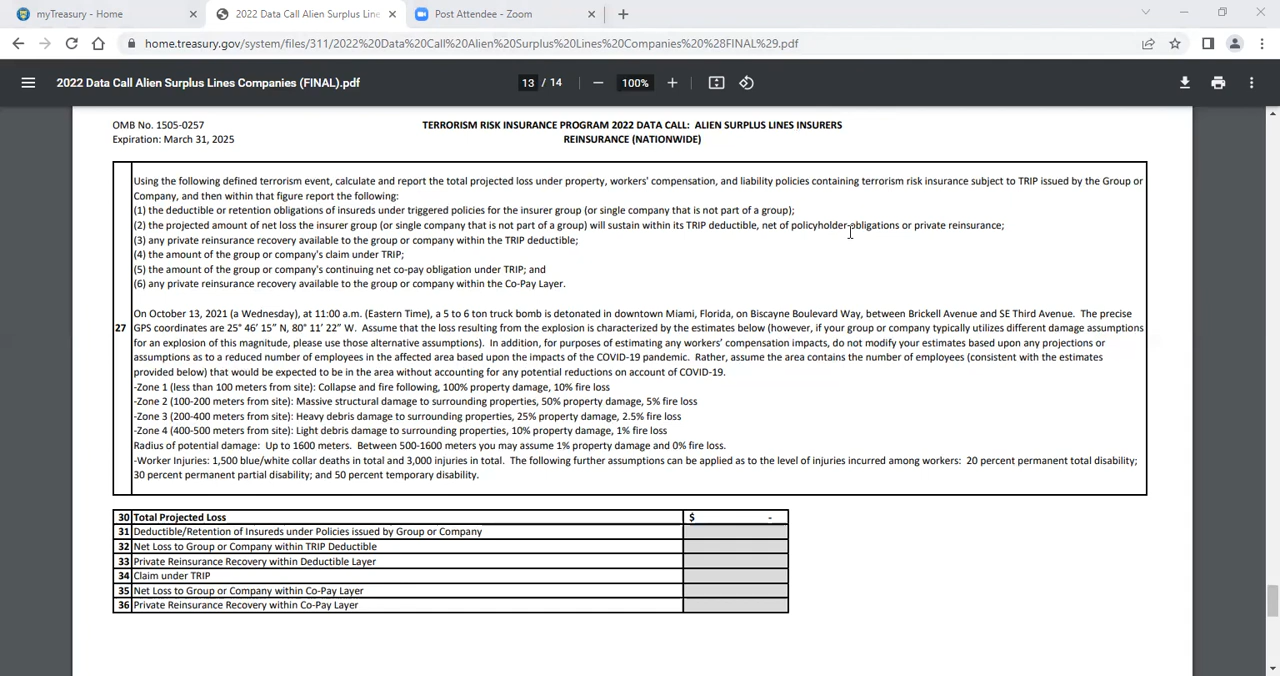 myTreasury - Home
2022 Data Call Alien Surplus Line
Post Attendee - Zoom
home.treasury.gov/system/files/311/2022%20Data%20Call%20Alien%20Surplus%20Lines%20Companies%20%28FINAL%29.pdf
2022 Data Call Alien Surplus Lines Companies (FINAL).pdf
13 / 14
100%
OMB No. 1505-0257
TERRORISM RISK INSURANCE PROGRAM 2022 DATA CALL: ALIEN SURPLUS LINES INSURERS
Expiration: March 31, 2025
REINSURANCE (NATIONWIDE)
Using the following defined terrorism event, calculate and report the total projected loss under property, workers' compensation, and liability policies containing terrorism risk insurance subject to TRIP issued by the Group or
Company, and then within that figure report the following:
(1) the deductible or retention obligations of insureds under triggered policies for the insurer group (or single company that is not part of a group);
(2) the projected amount of net loss the insurer group (or single company that is not part of a group) will sustain within its TRIP deductible, net of policyholder obligations or private reinsurance;
(3) any private reinsurance recovery available to the group or company within the TRIP deductible;
(4) the amount of the group or company's claim under TRIP;
(5) the amount of the group or company's continuing net co-pay obligation under TRIP; and
(6) any private reinsurance recovery available to the group or company within the Co-Pay Layer.
On October 13, 2021 (a Wednesday), at 11:00 a.m. (Eastern Time), a 5 to 6 ton truck bomb is detonated in downtown Miami, Florida, on Biscayne Boulevard Way, between Brickell Avenue and SE Third Avenue. The precise
27 GPS coordinates are 25° 46' 15" N, 80° 11' 22" W. Assume that the loss resulting from the explosion is characterized by the estimates below (however, if your group or company typically utilizes different damage assumptions
for an explosion of this magnitude, please use those alternative assumptions). In addition, for purposes of estimating any workers' compensation impacts, do not modify your estimates based upon any projections or
assumptions as to a reduced number of employees in the affected area based upon the impacts of the COVID-19 pandemic. Rather, assume the area contains the number of employees (consistent with the estimates
provided below) that would be expected to be in the area without accounting for any potential reductions on account of COVID-19.
-Zone 1 (less than 100 meters from site): Collapse and fire following, 100% property damage, 10% fire loss
-Zone 2 (100-200 meters from site): Massive structural damage to surrounding properties, 50% property damage, 5% fire loss
-Zone 3 (200-400 meters from site): Heavy debris damage to surrounding properties, 25% property damage, 2.5% fire loss
-Zone 4 (400-500 meters from site): Light debris damage to surrounding properties, 10% property damage, 1% fire loss
Radius of potential damage: Up to 1600 meters. Between 500-1600 meters you may assume 1% property damage and 0% fire loss.
-Worker Injuries: 1,500 blue/white collar deaths in total and 3,000 injuries in total. The following further assumptions can be applied as to the level of injuries incurred among workers: 20 percent permanent total disability;
30 percent permanent partial disability; and 50 percent temporary disability.
30 Total Projected Loss $ -
31 Deductible/Retention of Insureds under Policies issued by Group or Company
32 Net Loss to Group or Company within TRIP Deductible
33 Private Reinsurance Recovery within Deductible Layer
34 Claim under TRIP
35 Net Loss to Group or Company within Co-Pay Layer
36 Private Reinsurance Recovery within Co-Pay Layer